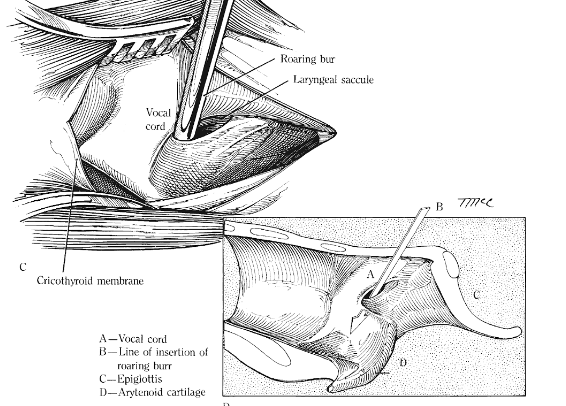 Roaring bur
Laryngeal saccule
Vocal
cord
C
Cricothyroid membrane
B
A
C
D
A—Vocal cord
B—Line of insertion of
roaring burr
C—Epiglottis
D—Arytenoid cartilage